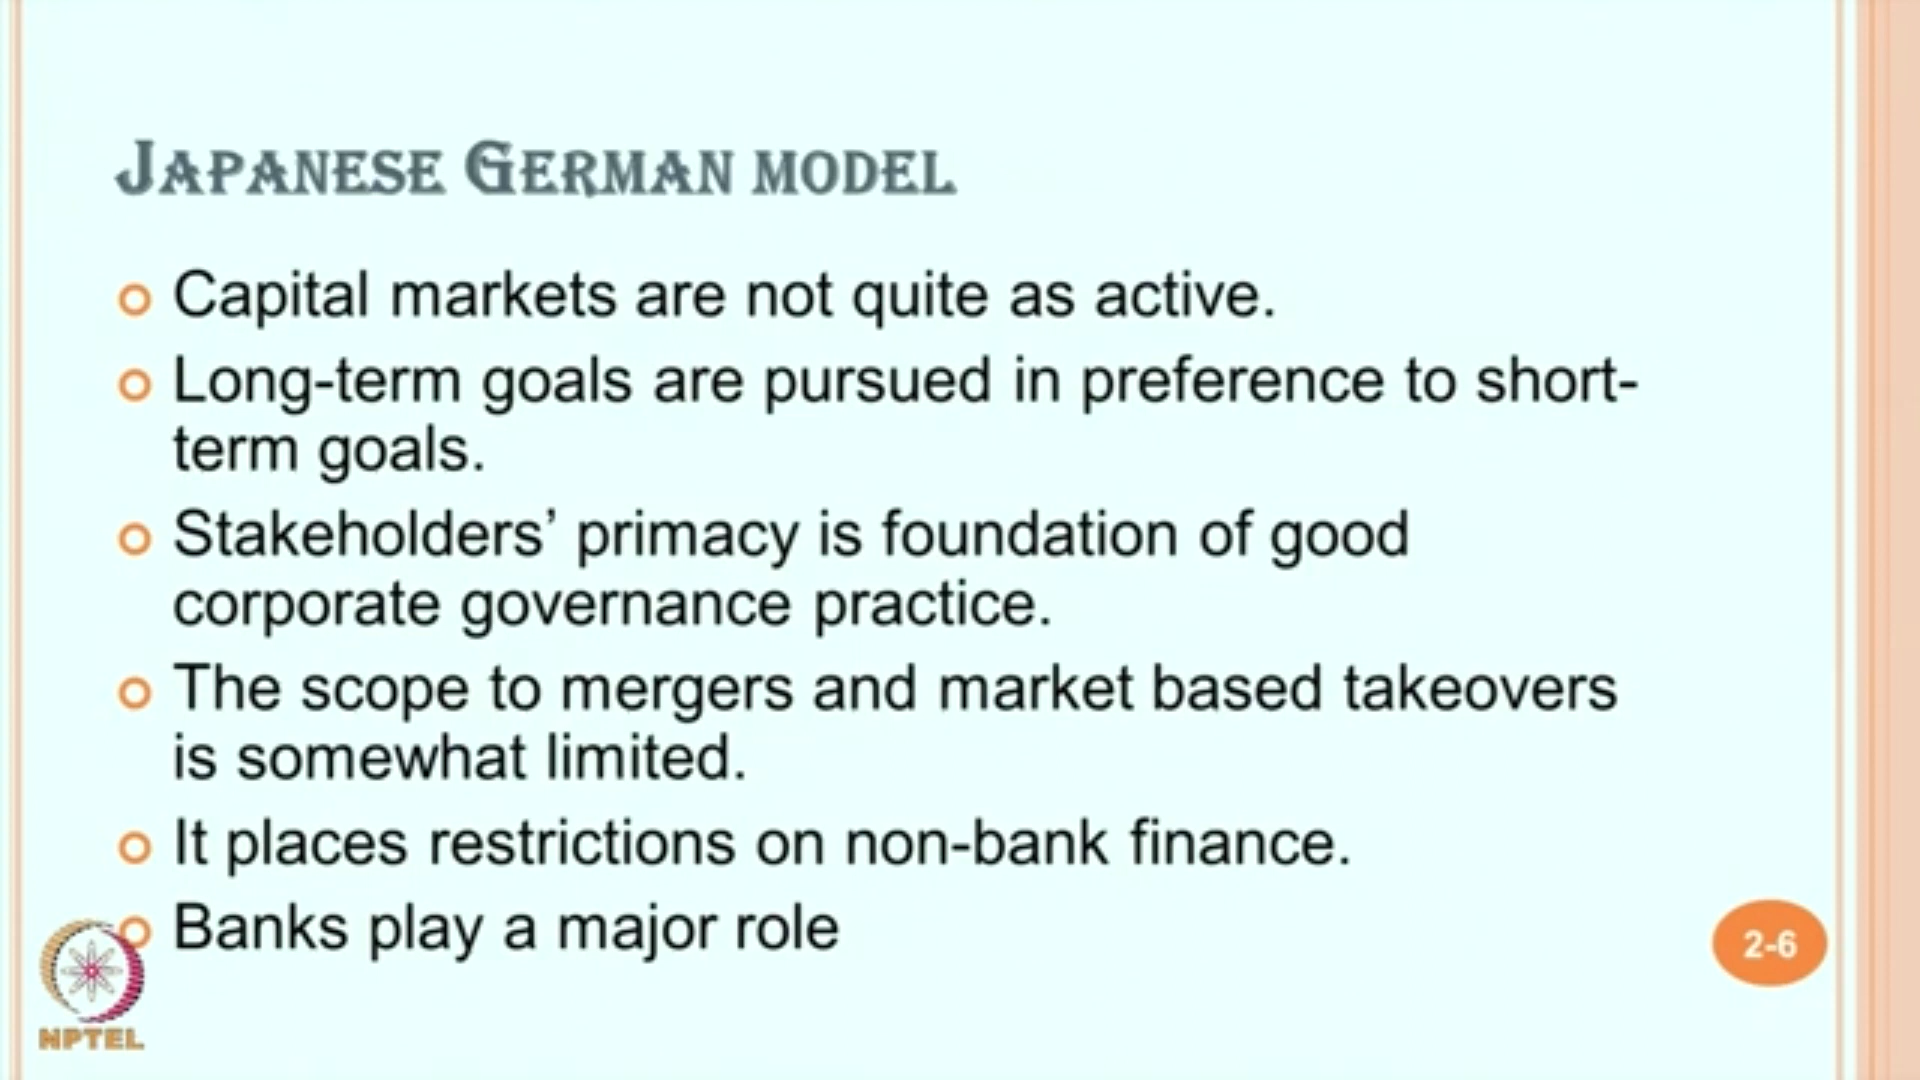 JAPANESE GERMAN MODEL
Capital markets are not quite as active.
Long-term goals are pursued in preference to short-
term goals.
Stakeholders’ primacy is foundation of good
corporate governance practice.
The scope to mergers and market based takeovers
is somewhat limited.
It places restrictions on non-bank finance.
Banks play a major role
2-6
NPTEL